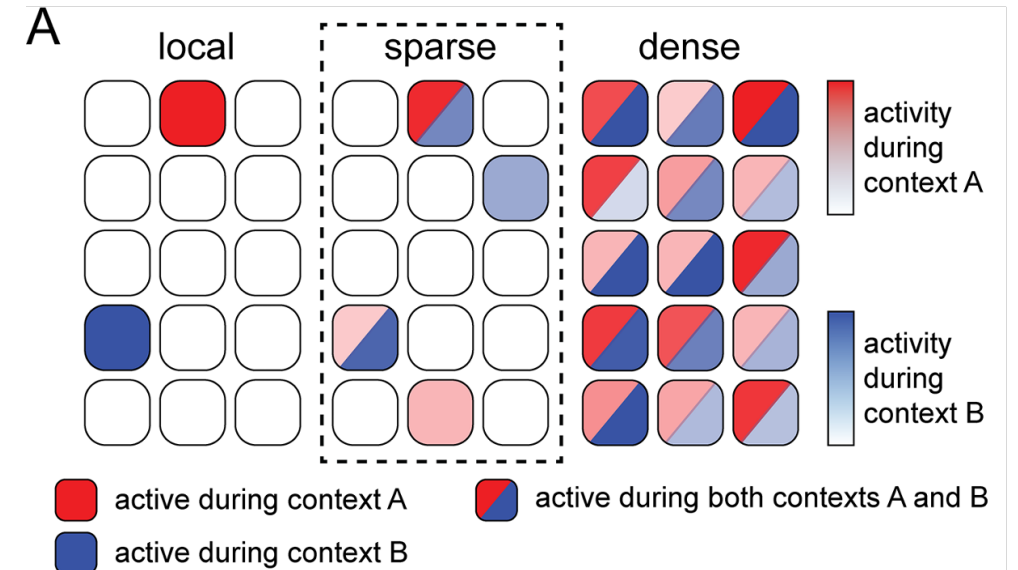 A
local
sparse
dense
activity
during
context A
activity
during
context B
active during context A
active during both contexts A and B
active during context B